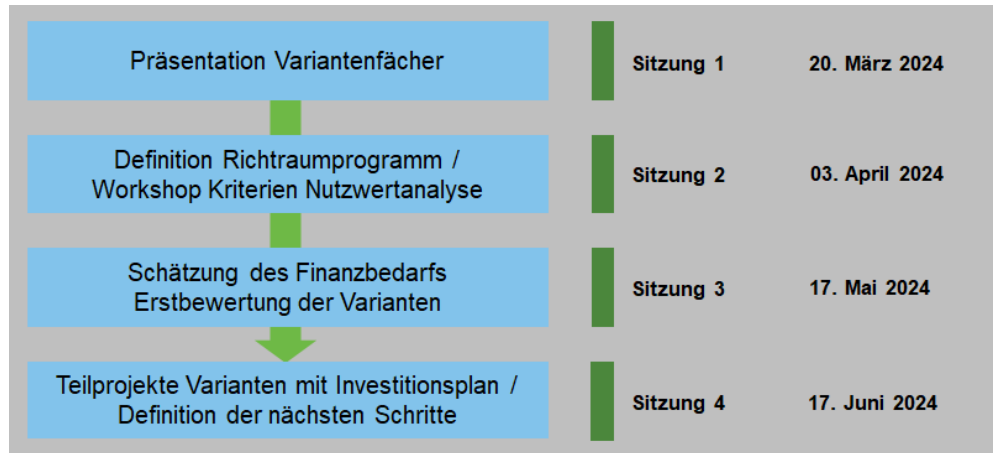 Präsentation Variantenfächer
Sitzung 1
20. März 2024
Definition Richtraumprogramm /
Workshop Kriterien Nutzwertanalyse
Sitzung 2
03. April 2024
Schätzung des Finanzbedarfs
Erstbewertung der Varianten
Sitzung 3
17. Mai 2024
Teilprojekte Varianten mit Investitionsplan /
Definition der nächsten Schritte
Sitzung 4
17. Juni 2024